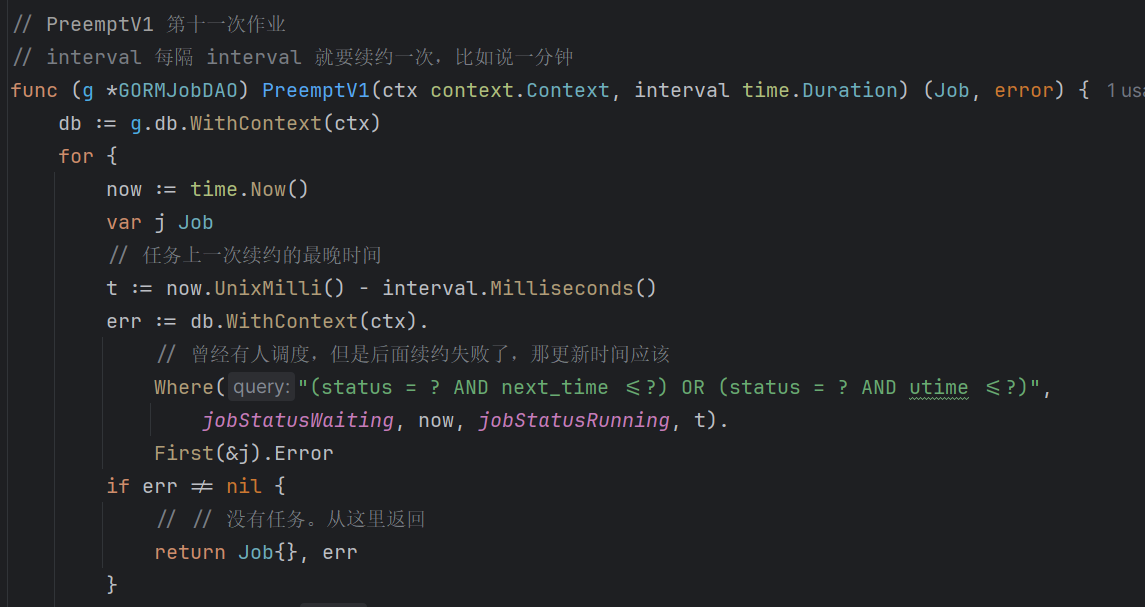 // PreemptV1 第十一次作业
// interval 每隔 interval 就要续约一次，比如说一分钟
func (g *GORMJobDAO) PreemptV1(ctx context.Context, interval time.Duration) (Job, error) { 1 usa
db := g.db.WithContext(ctx)
for {
now := time.Now()
var j Job
// 任务上一次续约的最晚时间
t := now.UnixMilli() - interval.Milliseconds()
err := db.WithContext(ctx).
// 曾经有人调度，但是后面续约失败了，那更新时间应该
Where( query: "(status = ? AND next_time <=?) OR (status = ? AND utime <=?)",
jobStatusWaiting, now, jobStatusRunning, t).
First(&j).Error
if err != nil {
// // 没有任务。从这里返回
return Job{}, err
}